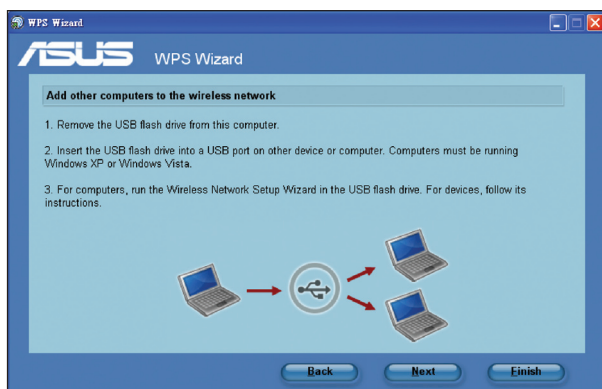 WPS Wizard
ASUS WPS Wizard
Add other computers to the wireless network
1. Remove the USB flash drive from this computer.
2. Insert the USB flash drive into a USB port on other device or computer. Computers must be running
Windows XP or Windows Vista.
3. For computers, run the Wireless Network Setup Wizard in the USB flash drive. For devices, follow its
instructions.
Back Next Finish